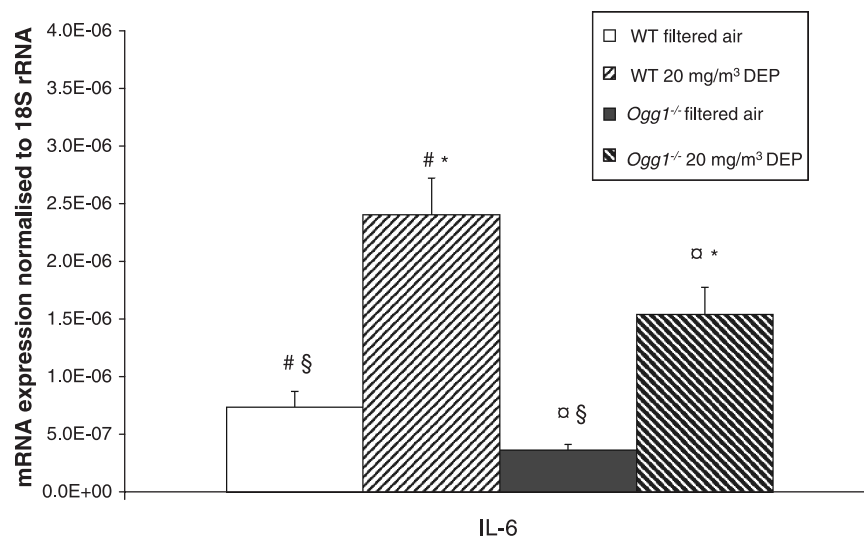 mRNA expression normalised to 18S rRNA
4.0E-06
3.5E-06
3.0E-06
2.5E-06
2.0E-06
1.5E-06
1.0E-06
5.0E-07
0.0E+00
# §
# *
¤ §
¤ *
IL-6
WT filtered air
WT 20 mg/m³ DEP
Ogg1-/- filtered air
Ogg1-/- 20 mg/m³ DEP